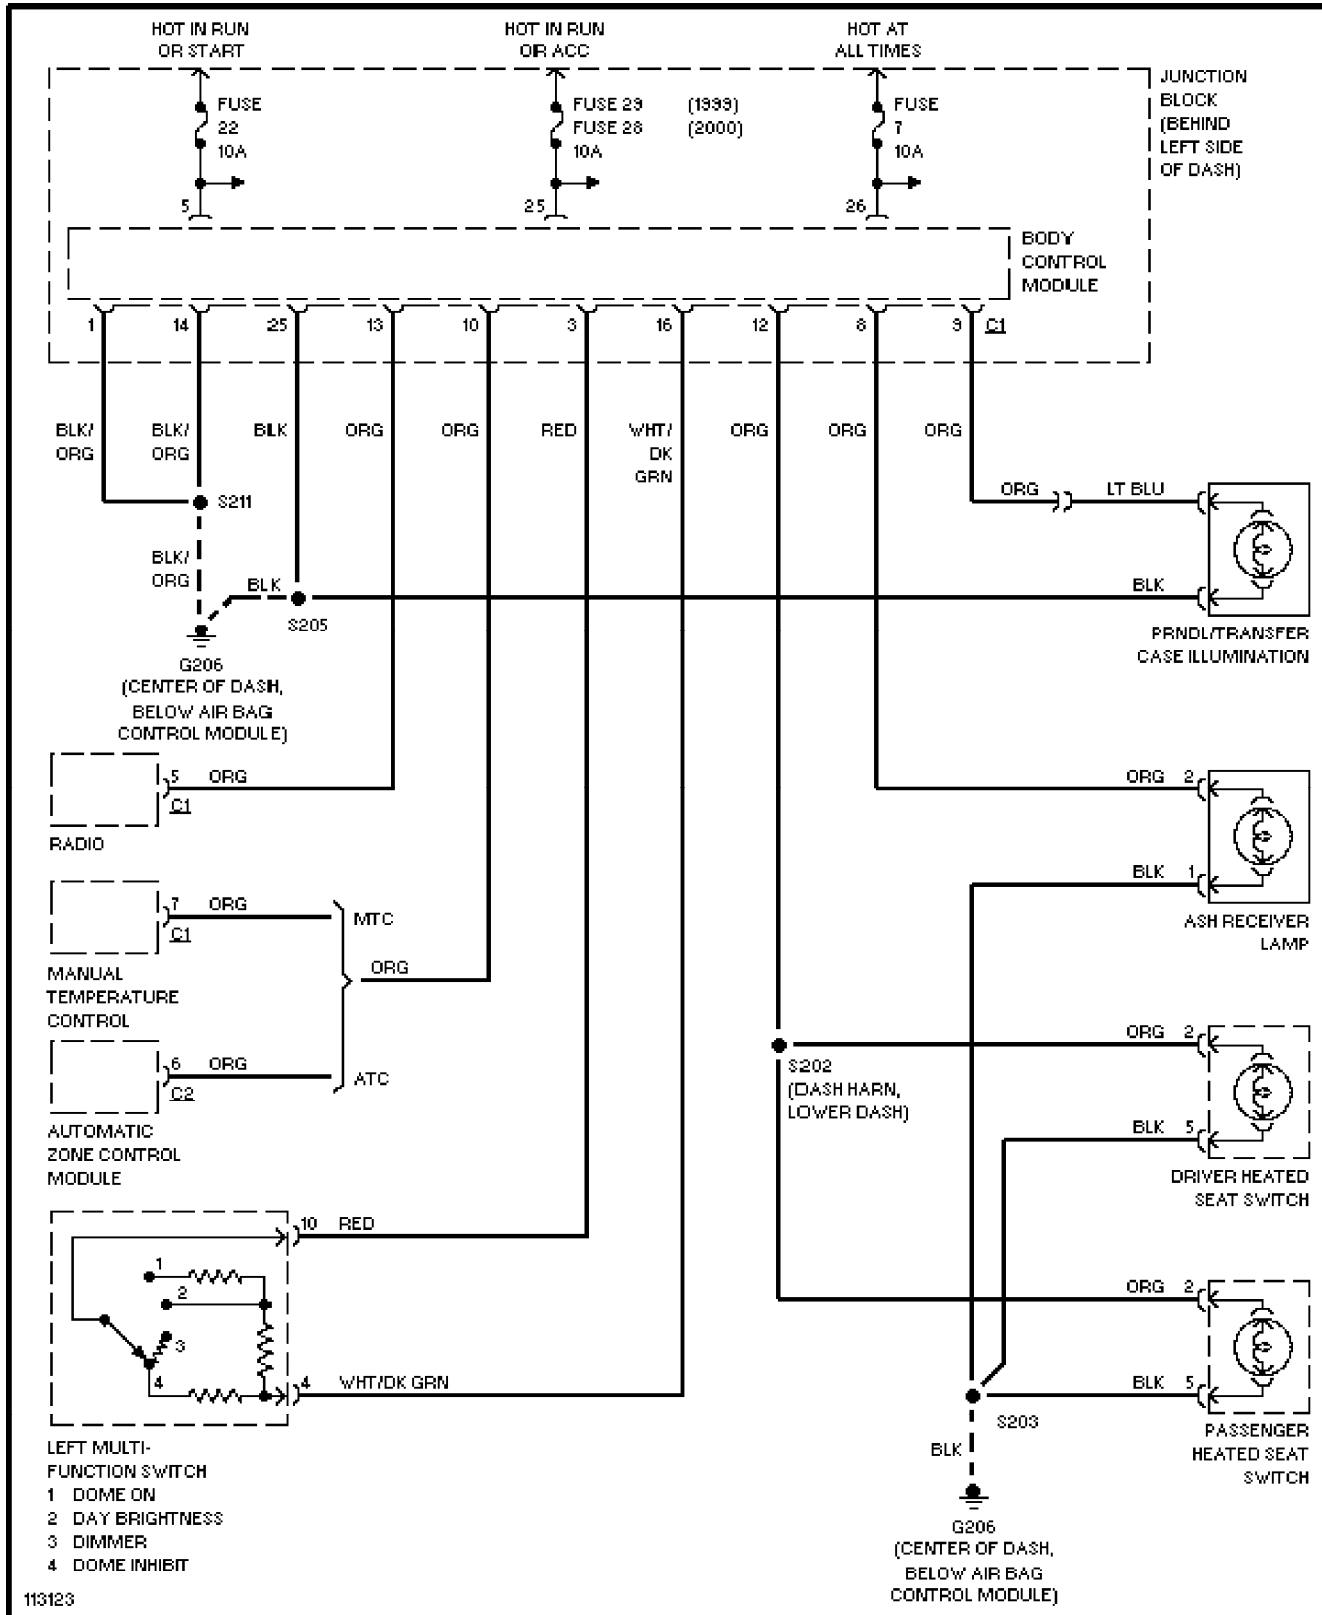 HOT IN RUN
OR START
HOT IN RUN
OR ACC
HOT AT
ALL TIMES
FUSE
22
10A
FUSE 29 (1999)
FUSE 28 (2000)
10A
FUSE
7
10A
JUNCTION
BLOCK
(BEHIND
LEFT SIDE
OF DASH)
5
25
26
BODY
CONTROL
MODULE
1 14 25 13 10 3 16 12 8 9 C1
BLK/
ORG
BLK/
ORG
BLK
ORG
ORG
RED
WHT/
DK
GRN
ORG
ORG
ORG
ORG
LT BLU
S211
BLK/
ORG
BLK
S205
BLK
PRNDL/TRANSFER
CASE ILLUMINATION
G206
(CENTER OF DASH,
BELOW AIR BAG
CONTROL MODULE)
5 ORG
C1
RADIO
ORG 2
BLK 1
ASH RECEIVER
LAMP
7 ORG
C1
MTC
MANUAL
TEMPERATURE
CONTROL
ORG
6 ORG
C2
ATC
AUTOMATIC
ZONE CONTROL
MODULE
S202
(DASH HARN,
LOWER DASH)
ORG 2
BLK 5
DRIVER HEATED
SEAT SWITCH
10 RED
1
2
3
4
4 WHT/DK GRN
LEFT MULTI-
FUNCTION SWITCH
1 DOME ON
2 DAY BRIGHTNESS
3 DIMMER
4 DOME INHIBIT
ORG 2
BLK 5
PASSENGER
HEATED SEAT
SWITCH
S203
BLK
G206
(CENTER OF DASH,
BELOW AIR BAG
CONTROL MODULE)
113123